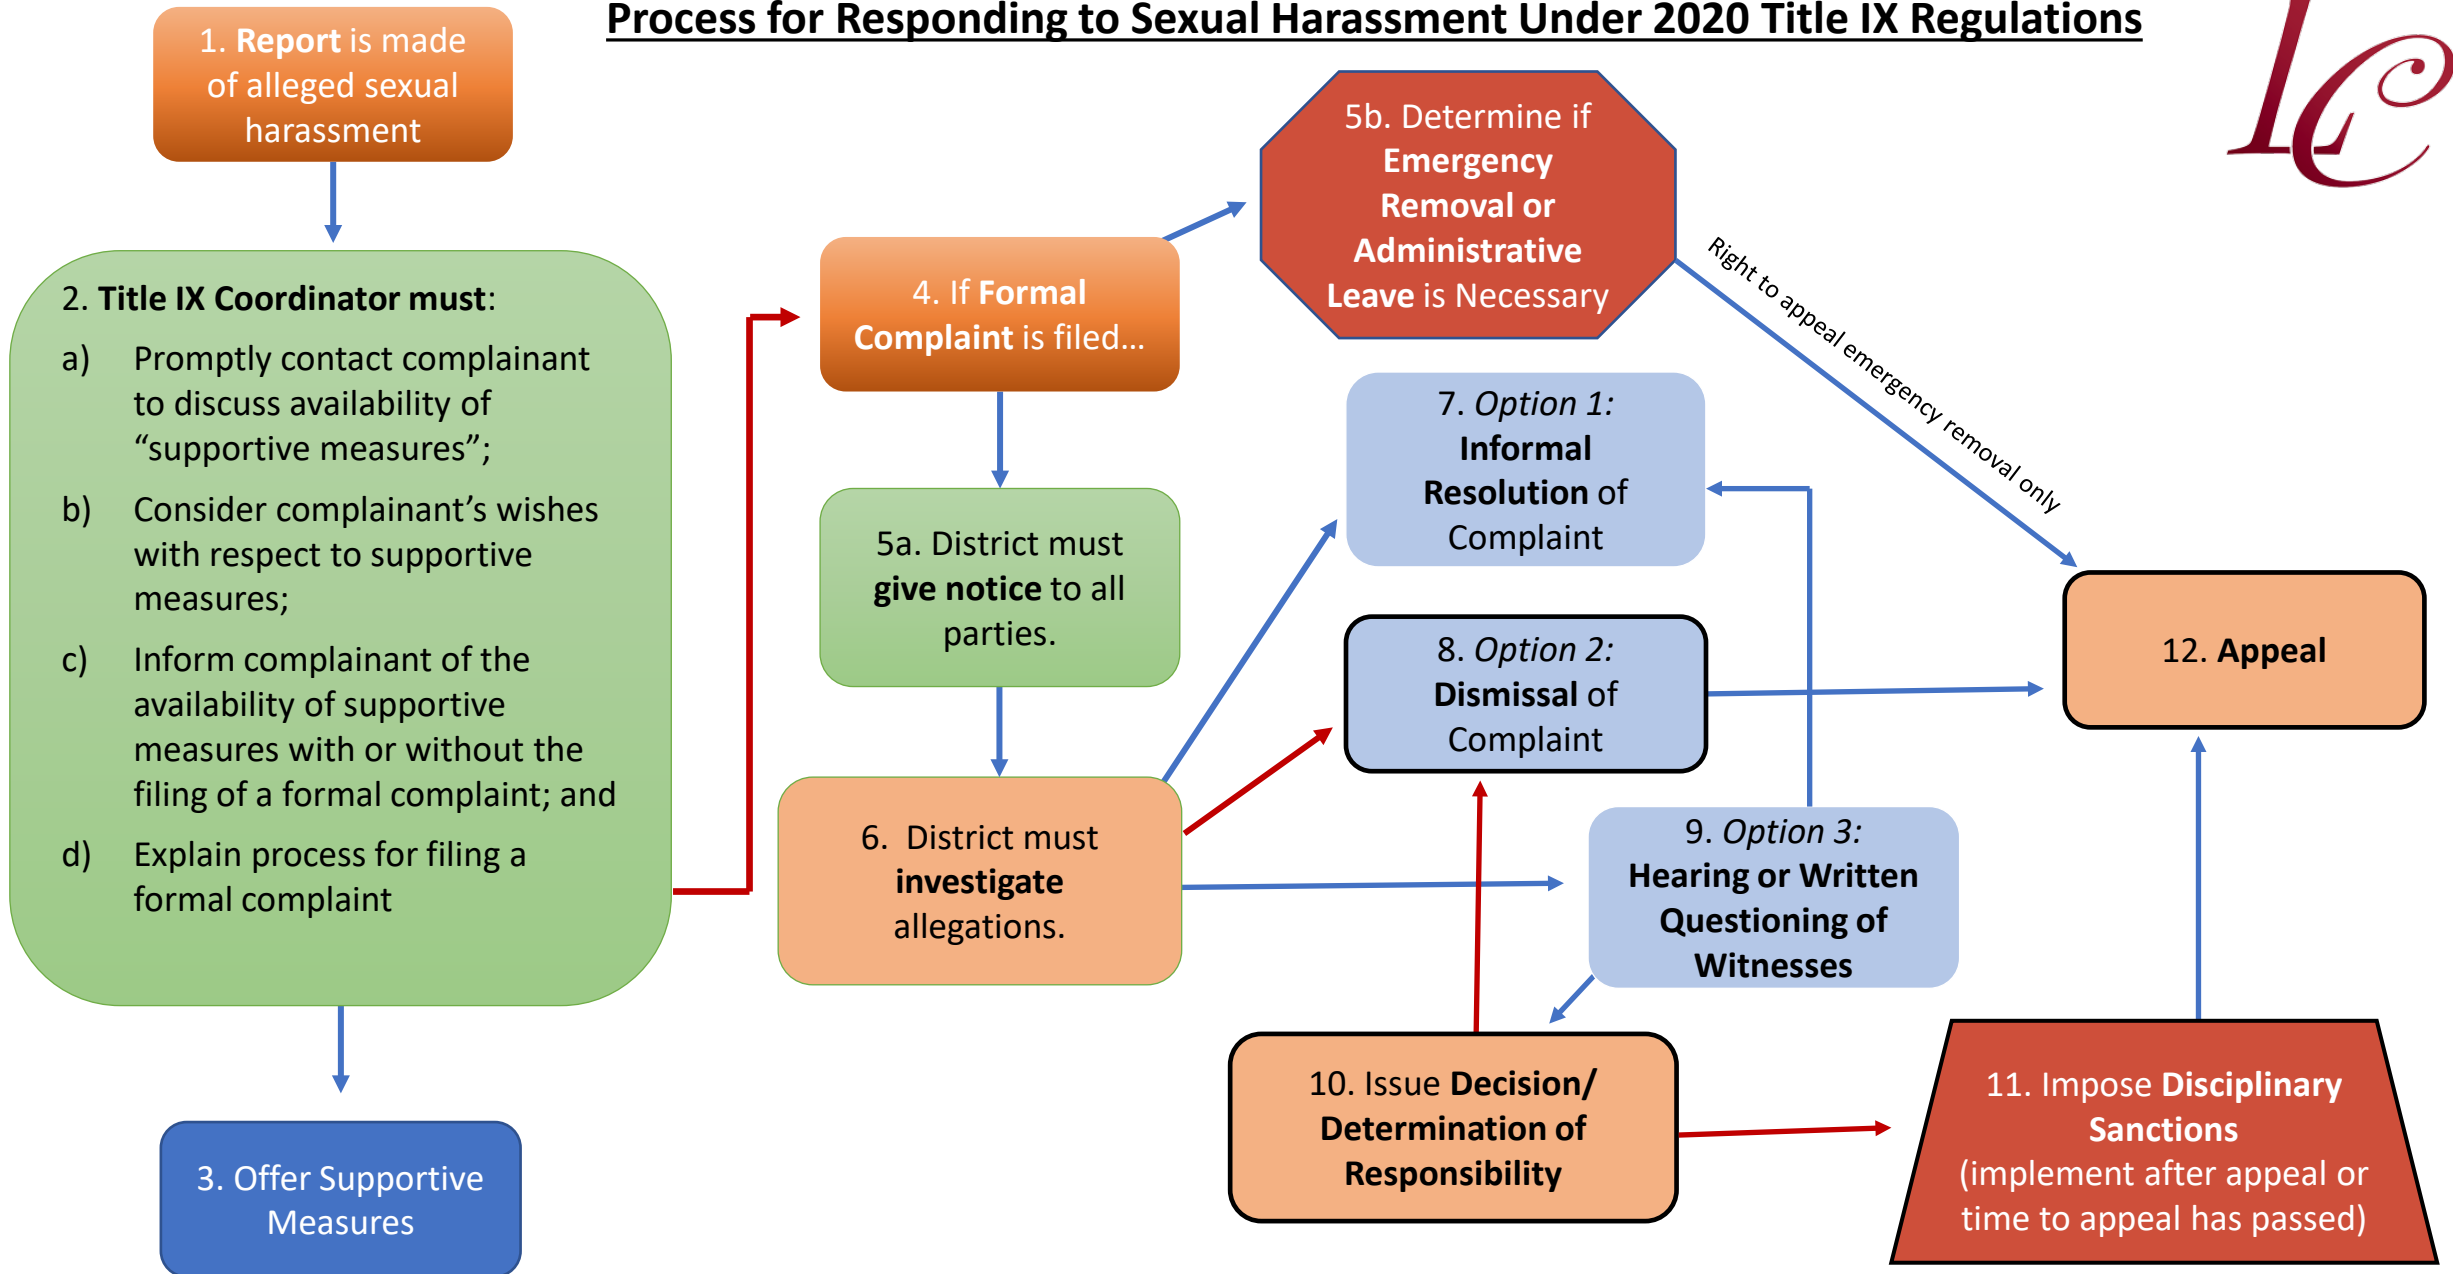 Process for Responding to Sexual Harassment Under 2020 Title IX Regulations
LC
1. Report is made
of alleged sexual
harassment
2. Title IX Coordinator must:
a) Promptly contact complainant
to discuss availability of
“supportive measures”;
b) Consider complainant’s wishes
with respect to supportive
measures;
c) Inform complainant of the
availability of supportive
measures with or without the
filing of a formal complaint; and
d) Explain process for filing a
formal complaint
3. Offer Supportive
Measures
4. If Formal
Complaint is filed…
5a. District must
give notice to all
parties.
5b. Determine if
Emergency
Removal or
Administrative
Leave is Necessary
Right to appeal emergency removal only
6. District must
investigate
allegations.
7. Option 1:
Informal
Resolution of
Complaint
8. Option 2:
Dismissal of
Complaint
9. Option 3:
Hearing or Written
Questioning of
Witnesses
10. Issue Decision/
Determination of
Responsibility
11. Impose Disciplinary
Sanctions
(implement after appeal or
time to appeal has passed)
12. Appeal